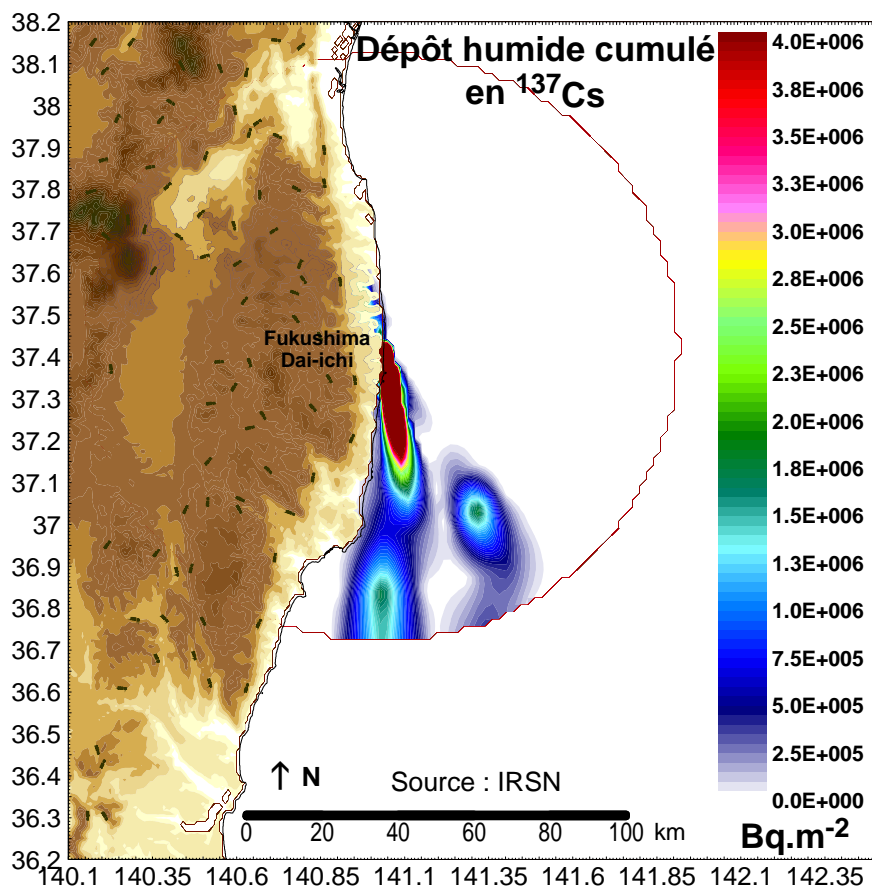 Dépôt humide cumulé
en 137Cs
38.2
38.1
38
37.9
37.8
37.7
37.6
37.5
37.4
37.3
37.2
37.1
37
36.9
36.8
36.7
36.6
36.5
36.4
36.3
36.2
Fukushima
Dai-ichi
4.0E+006
3.8E+006
3.5E+006
3.3E+006
3.0E+006
2.8E+006
2.5E+006
2.3E+006
2.0E+006
1.8E+006
1.5E+006
1.3E+006
1.0E+006
7.5E+005
5.0E+005
2.5E+005
0.0E+000
Bq.m-2
↑ N
Source : IRSN
0 20 40 60 80 100 km
140.1 140.35 140.6 140.85 141.1 141.35 141.6 141.85 142.1 142.35